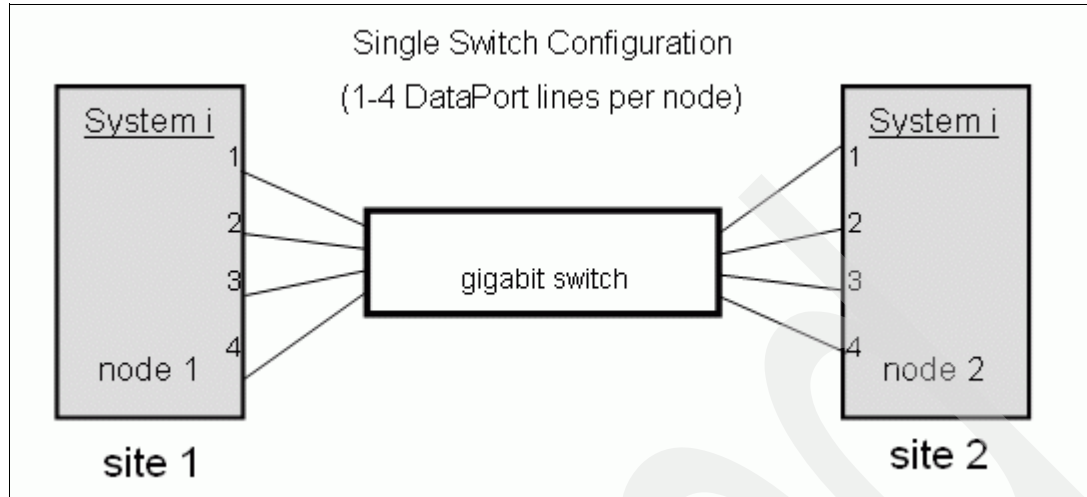 Single Switch Configuration
(1-4 DataPort lines per node)
System i
1
2
3
4
node 1
site 1
gigabit switch
System i
1
2
3
4
node 2
site 2